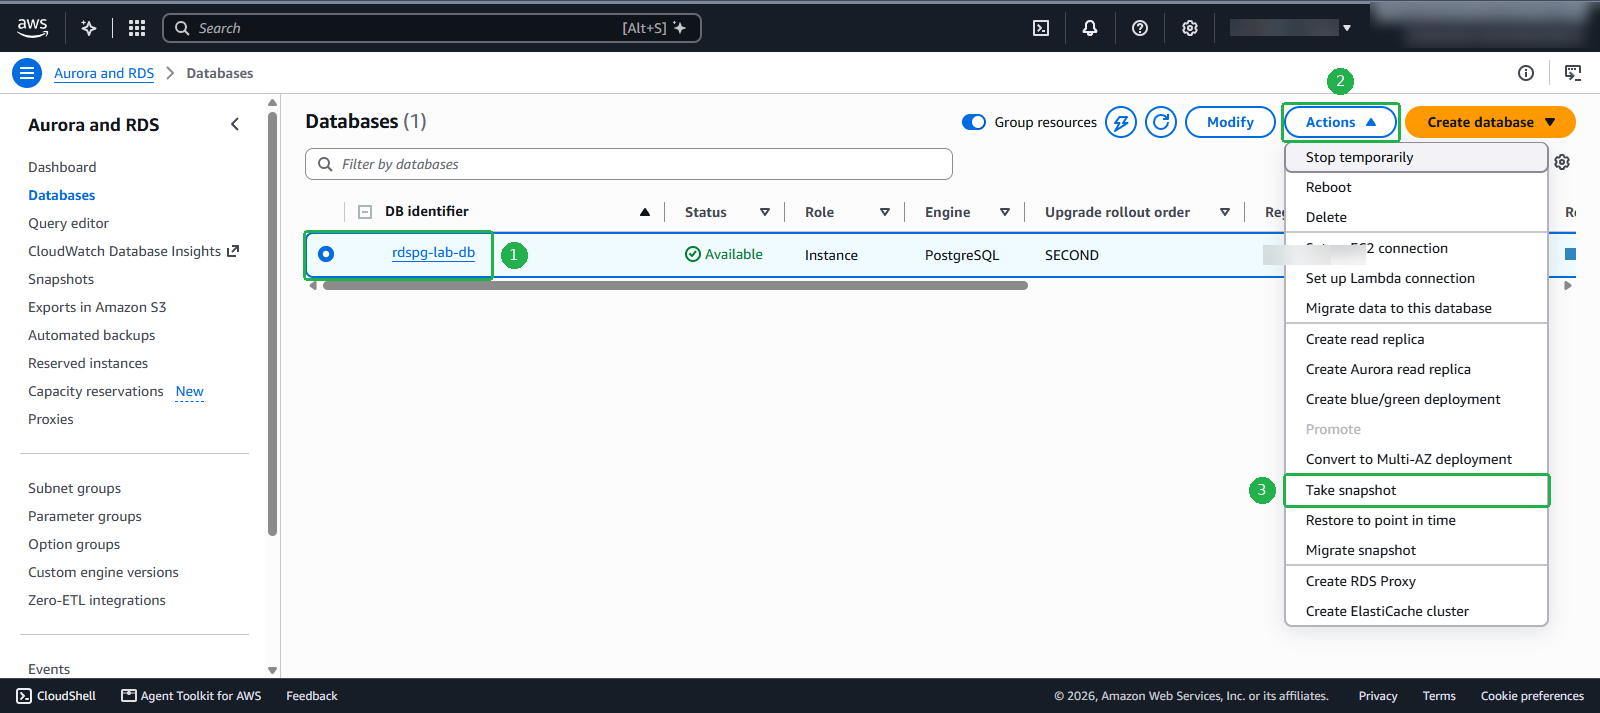 aws
Search [Alt+S]
Aurora and RDS Databases
2
Aurora and RDS
Dashboard
Databases
Query editor
CloudWatch Database Insights
Snapshots
Exports in Amazon S3
Automated backups
Reserved instances
Capacity reservations New
Proxies
Subnet groups
Parameter groups
Option groups
Custom engine versions
Zero-ETL integrations
Events
Databases (1)
Group resources Modify Actions Create database
Filter by databases
DB identifier Status Role Engine Upgrade rollout order
rdspg-lab-db 1 Available Instance PostgreSQL SECOND
Stop temporarily
Reboot
Delete
connection
Set up Lambda connection
Migrate data to this database
Create read replica
Create Aurora read replica
Create blue/green deployment
Promote
Convert to Multi-AZ deployment
3 Take snapshot
Restore to point in time
Migrate snapshot
Create RDS Proxy
Create ElastiCache cluster
CloudShell Agent Toolkit for AWS Feedback © 2026, Amazon Web Services, Inc. or its affiliates. Privacy Terms Cookie preferences